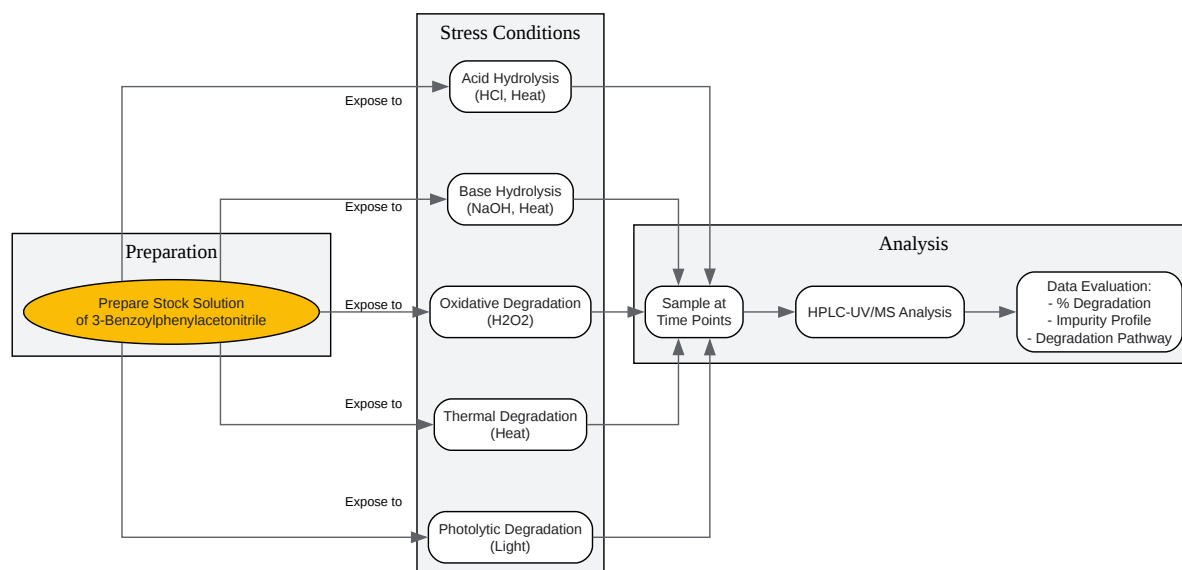 Preparation
Prepare Stock Solution
of 3-Benzoylphenylacetonitrile
Expose to
Expose to
Expose to
Expose to
Expose to
Stress Conditions
Acid Hydrolysis
(HCl, Heat)
Base Hydrolysis
(NaOH, Heat)
Oxidative Degradation
(H2O2)
Thermal Degradation
(Heat)
Photolytic Degradation
(Light)
Analysis
Sample at
Time Points
HPLC-UV/MS Analysis
Data Evaluation:
- % Degradation
- Impurity Profile
- Degradation Pathway